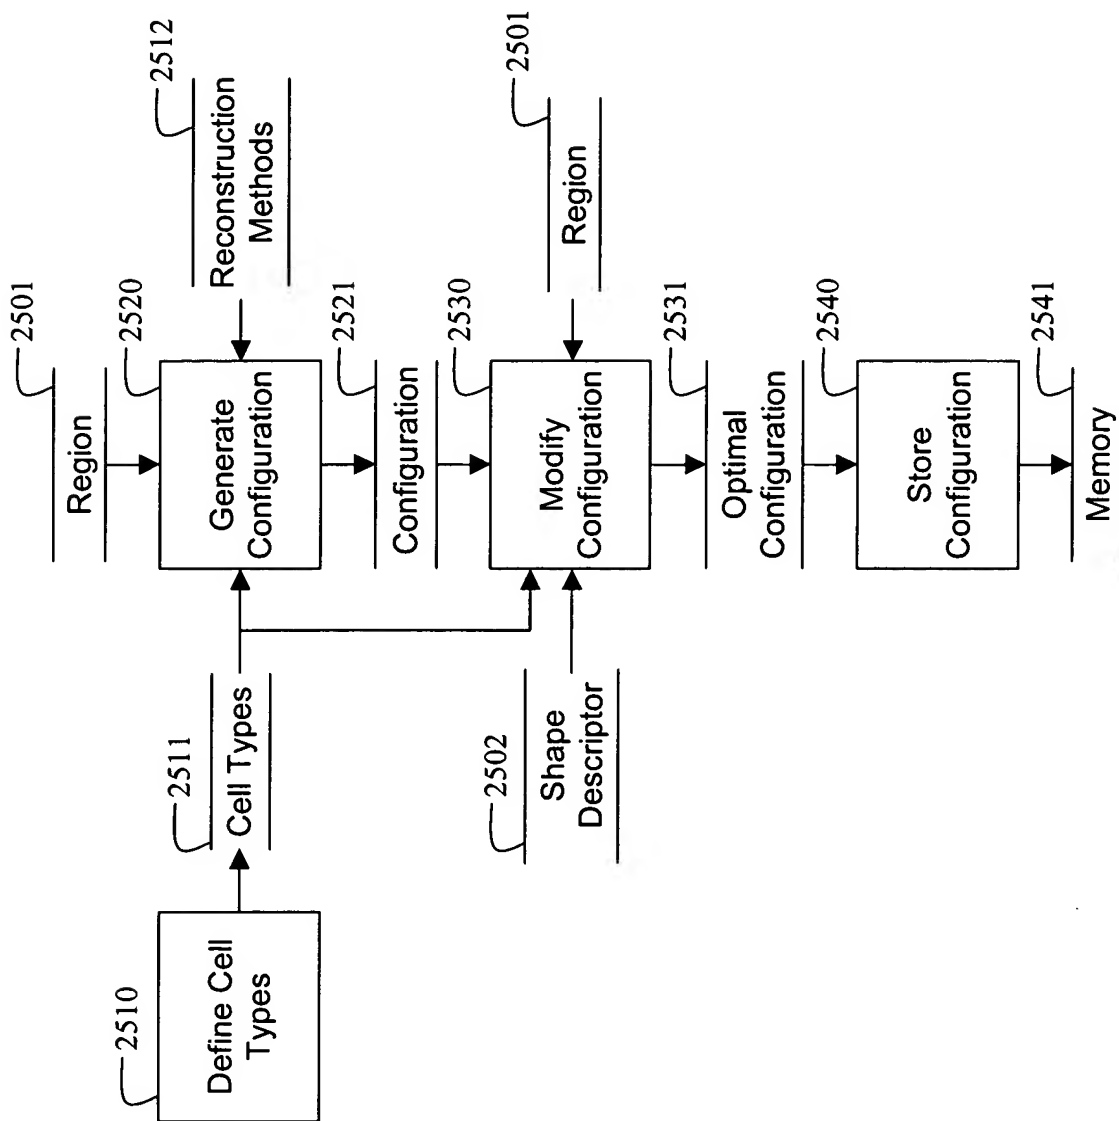 2501
Region
2512
Reconstruction
Methods
2520
Generate
Configuration
2510
Define Cell
Types
2511
Cell Types
2521
Configuration
2501
Region
2530
Modify
Configuration
2502
Shape
Descriptor
2531
Optimal
Configuration
2540
Store
Configuration
2541
Memory